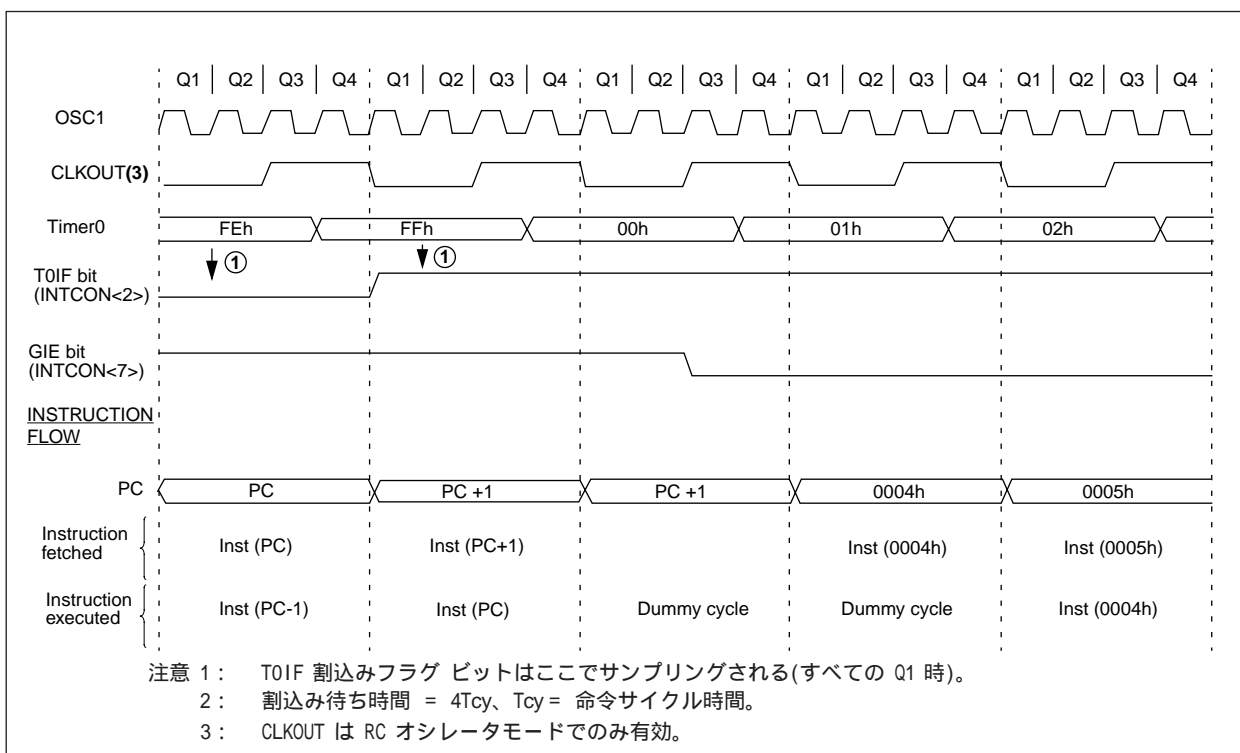 Q1 Q2 Q3 Q4 Q1 Q2 Q3 Q4 Q1 Q2 Q3 Q4 Q1 Q2 Q3 Q4 Q1 Q2 Q3 Q4
OSC1
CLKOUT(3)
Timer0 FEh FFh 00h 01h 02h
① ①
T0IF bit
(INTCON<2>)
GIE bit
(INTCON<7>)
INSTRUCTION
FLOW
PC PC PC +1 PC +1 0004h 0005h
Instruction
fetched
Inst (PC) Inst (PC+1) Inst (0004h) Inst (0005h)
Instruction
executed
Inst (PC-1) Inst (PC) Dummy cycle Dummy cycle Inst (0004h)
注意 1 : T0IF 割込みフラグ ビットはここでサンプリングされる(すべての Q1 時)。
2 : 割込み待ち時間 = 4Tcy、Tcy = 命令サイクル時間。
3 : CLKOUT は RC オシレータモードでのみ有効。